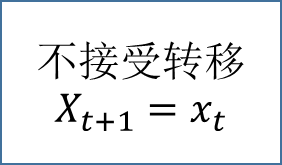 不接受转移
$X_{t+1} = x_t$